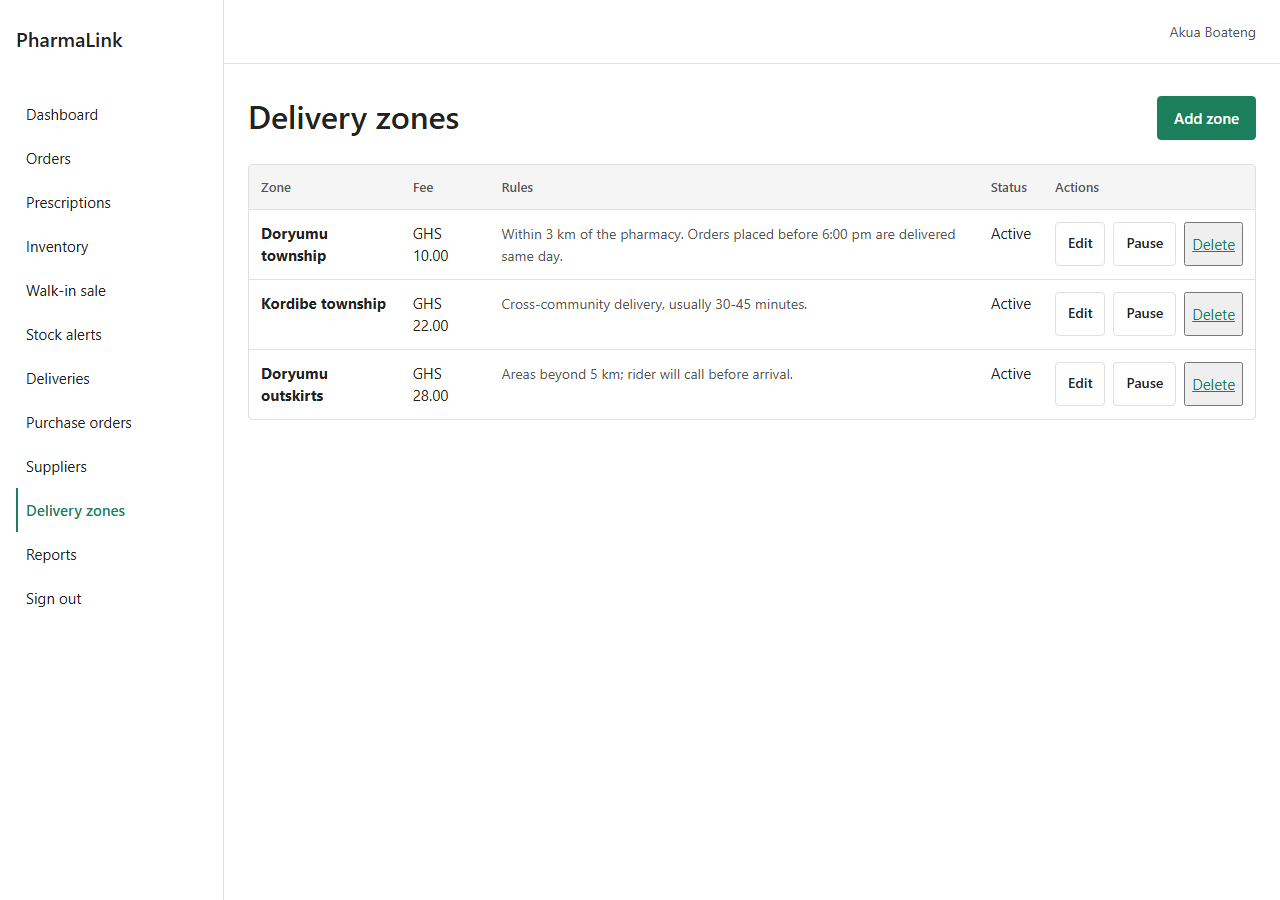 PharmaLink
Akua Boateng
Dashboard
Orders
Prescriptions
Inventory
Walk-in sale
Stock alerts
Deliveries
Purchase orders
Suppliers
Delivery zones
Reports
Sign out
Delivery zones
Add zone
Zone Fee Rules Status Actions
Doryumu township GHS 10.00 Within 3 km of the pharmacy. Orders placed before 6:00 pm are delivered same day. Active Edit Pause Delete
Kordibe township GHS 22.00 Cross-community delivery, usually 30-45 minutes. Active Edit Pause Delete
Doryumu outskirts GHS 28.00 Areas beyond 5 km; rider will call before arrival. Active Edit Pause Delete